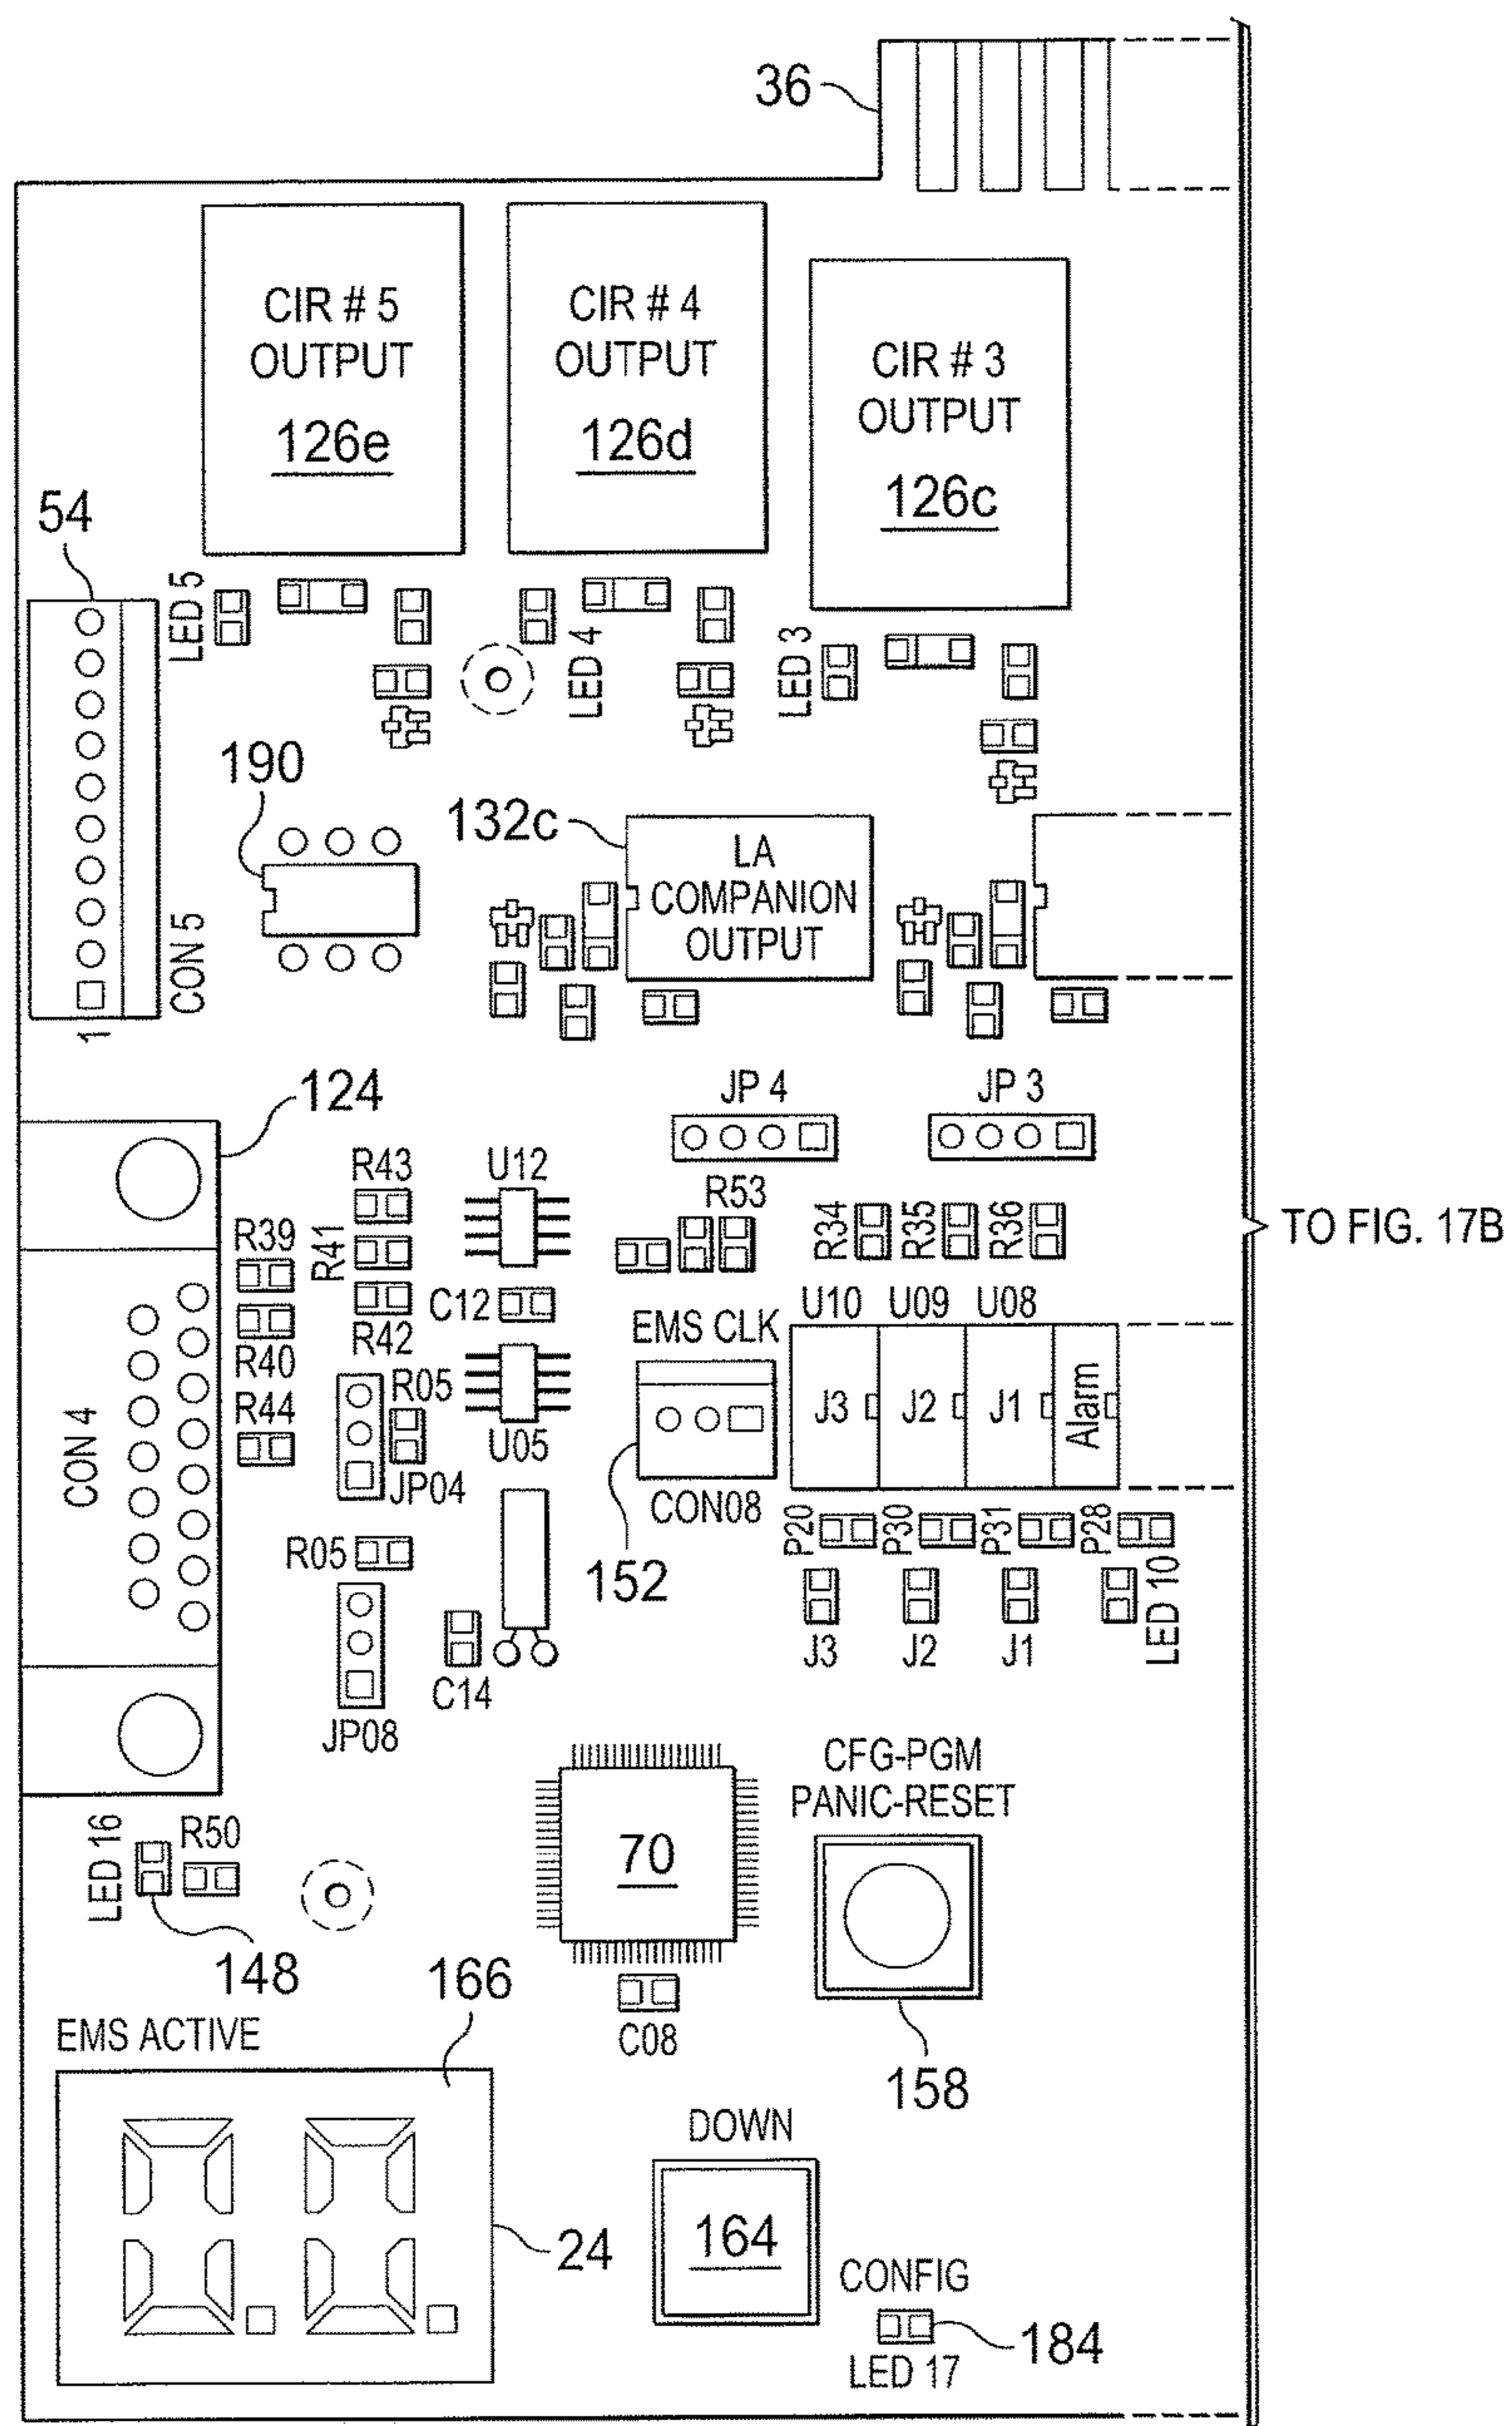 36
CIR # 5
OUTPUT
126e
CIR # 4
OUTPUT
126d
CIR # 3
OUTPUT
126c
54
LED 5
LED 4
LED 3
190
132c
LA
COMPANION
OUTPUT
CON 5
1
124
JP 4
JP 3
R43
U12
R53
R34
R35
R36
TO FIG. 17B
R39
R41
R42
C12
EMS CLK
U10
U09
U08
R40
R05
J3
J2
J1
Alarm
R44
U05
CON 4
JP04
CON08
P20
P30
P31
P28
R05
152
LED 10
J3
J2
J1
C14
JP08
CFG-PGM
PANIC-RESET
LED 16
R50
70
148
166
C08
158
EMS ACTIVE
DOWN
24
164
CONFIG
184
LED 17